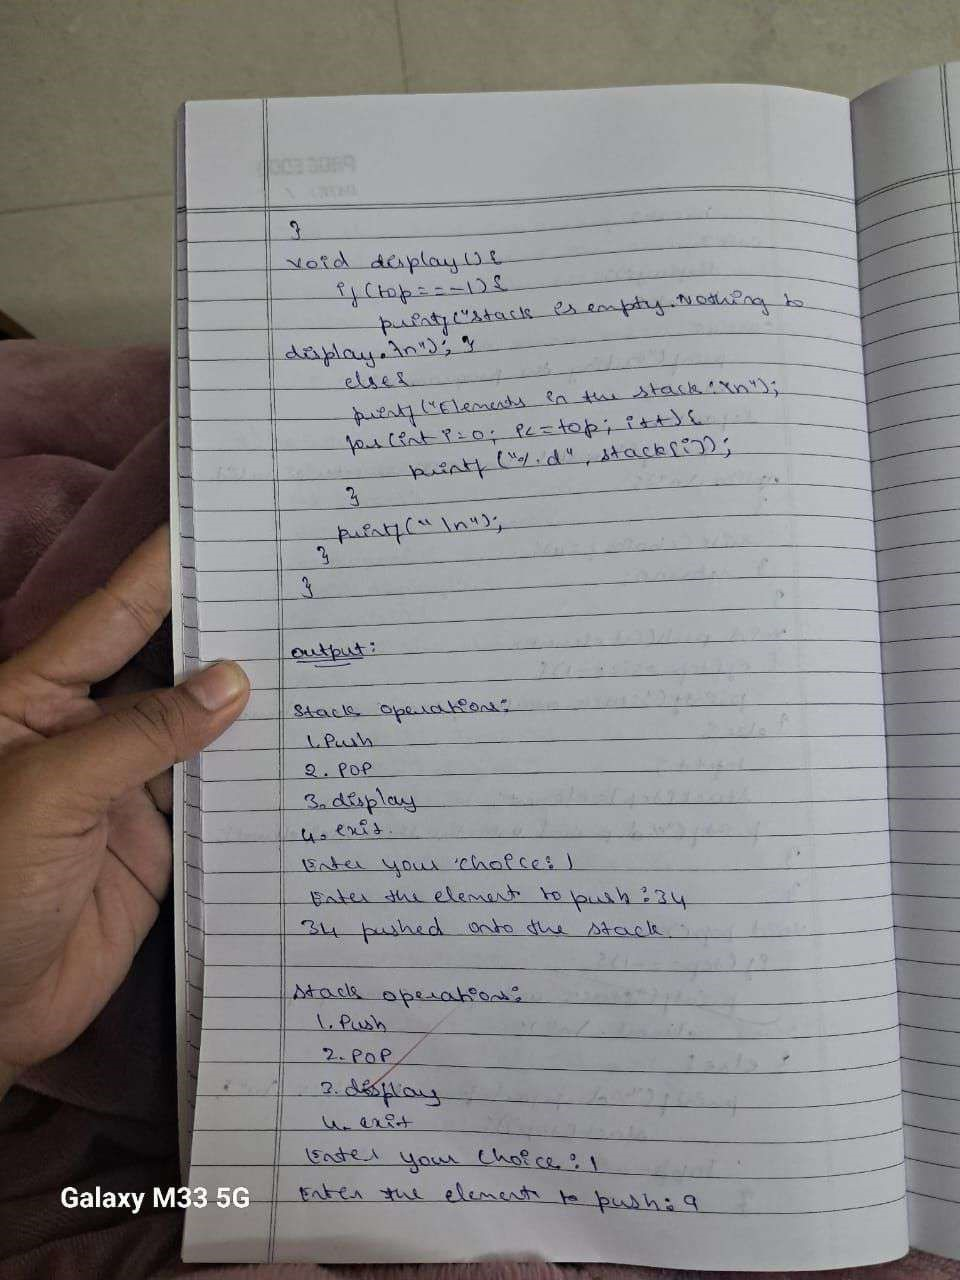 }
void display(){
if(top==-1){
printf("stack is empty. Nothing to
display.\n"); }
else{
printf("Elements in the stack:\n");
for(int i=0; i<=top; i++){
printf("%d", stack[i]);
}
printf("\n");
}
}
output:
Stack operations:
1. Push
2. POP
3. display
4. exit.
Enter your choice: 1
Enter the element to push: 34
34 pushed onto the stack.
Stack operations:
1. Push
2. POP
3. display
4. exit
Enter your choice: 1
Enter the element to push: 9
Galaxy M33 5G